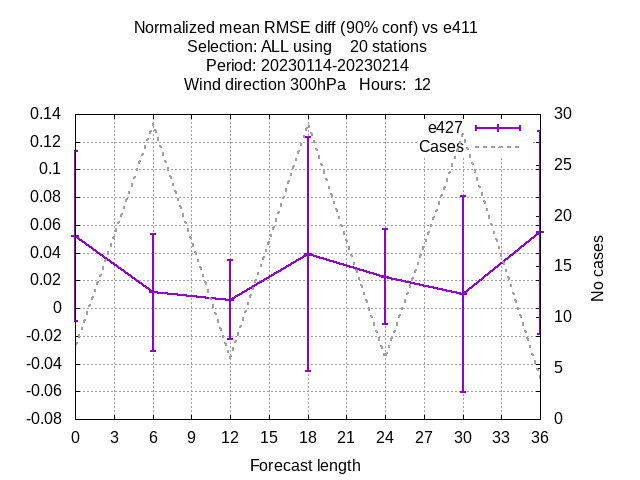 Normalized mean RMSE diff (90% conf) vs e411
Selection: ALL using    20 stations
Period: 20230114-20230214
Wind direction 300hPa   Hours:  12
0.14
0.12
0.1
0.08
0.06
0.04
0.02
0
-0.02
-0.04
-0.06
-0.08
e427
Cases
30
25
20
15
10
5
0
No cases
0 3 6 9 12 15 18 21 24 27 30 33 36
Forecast length